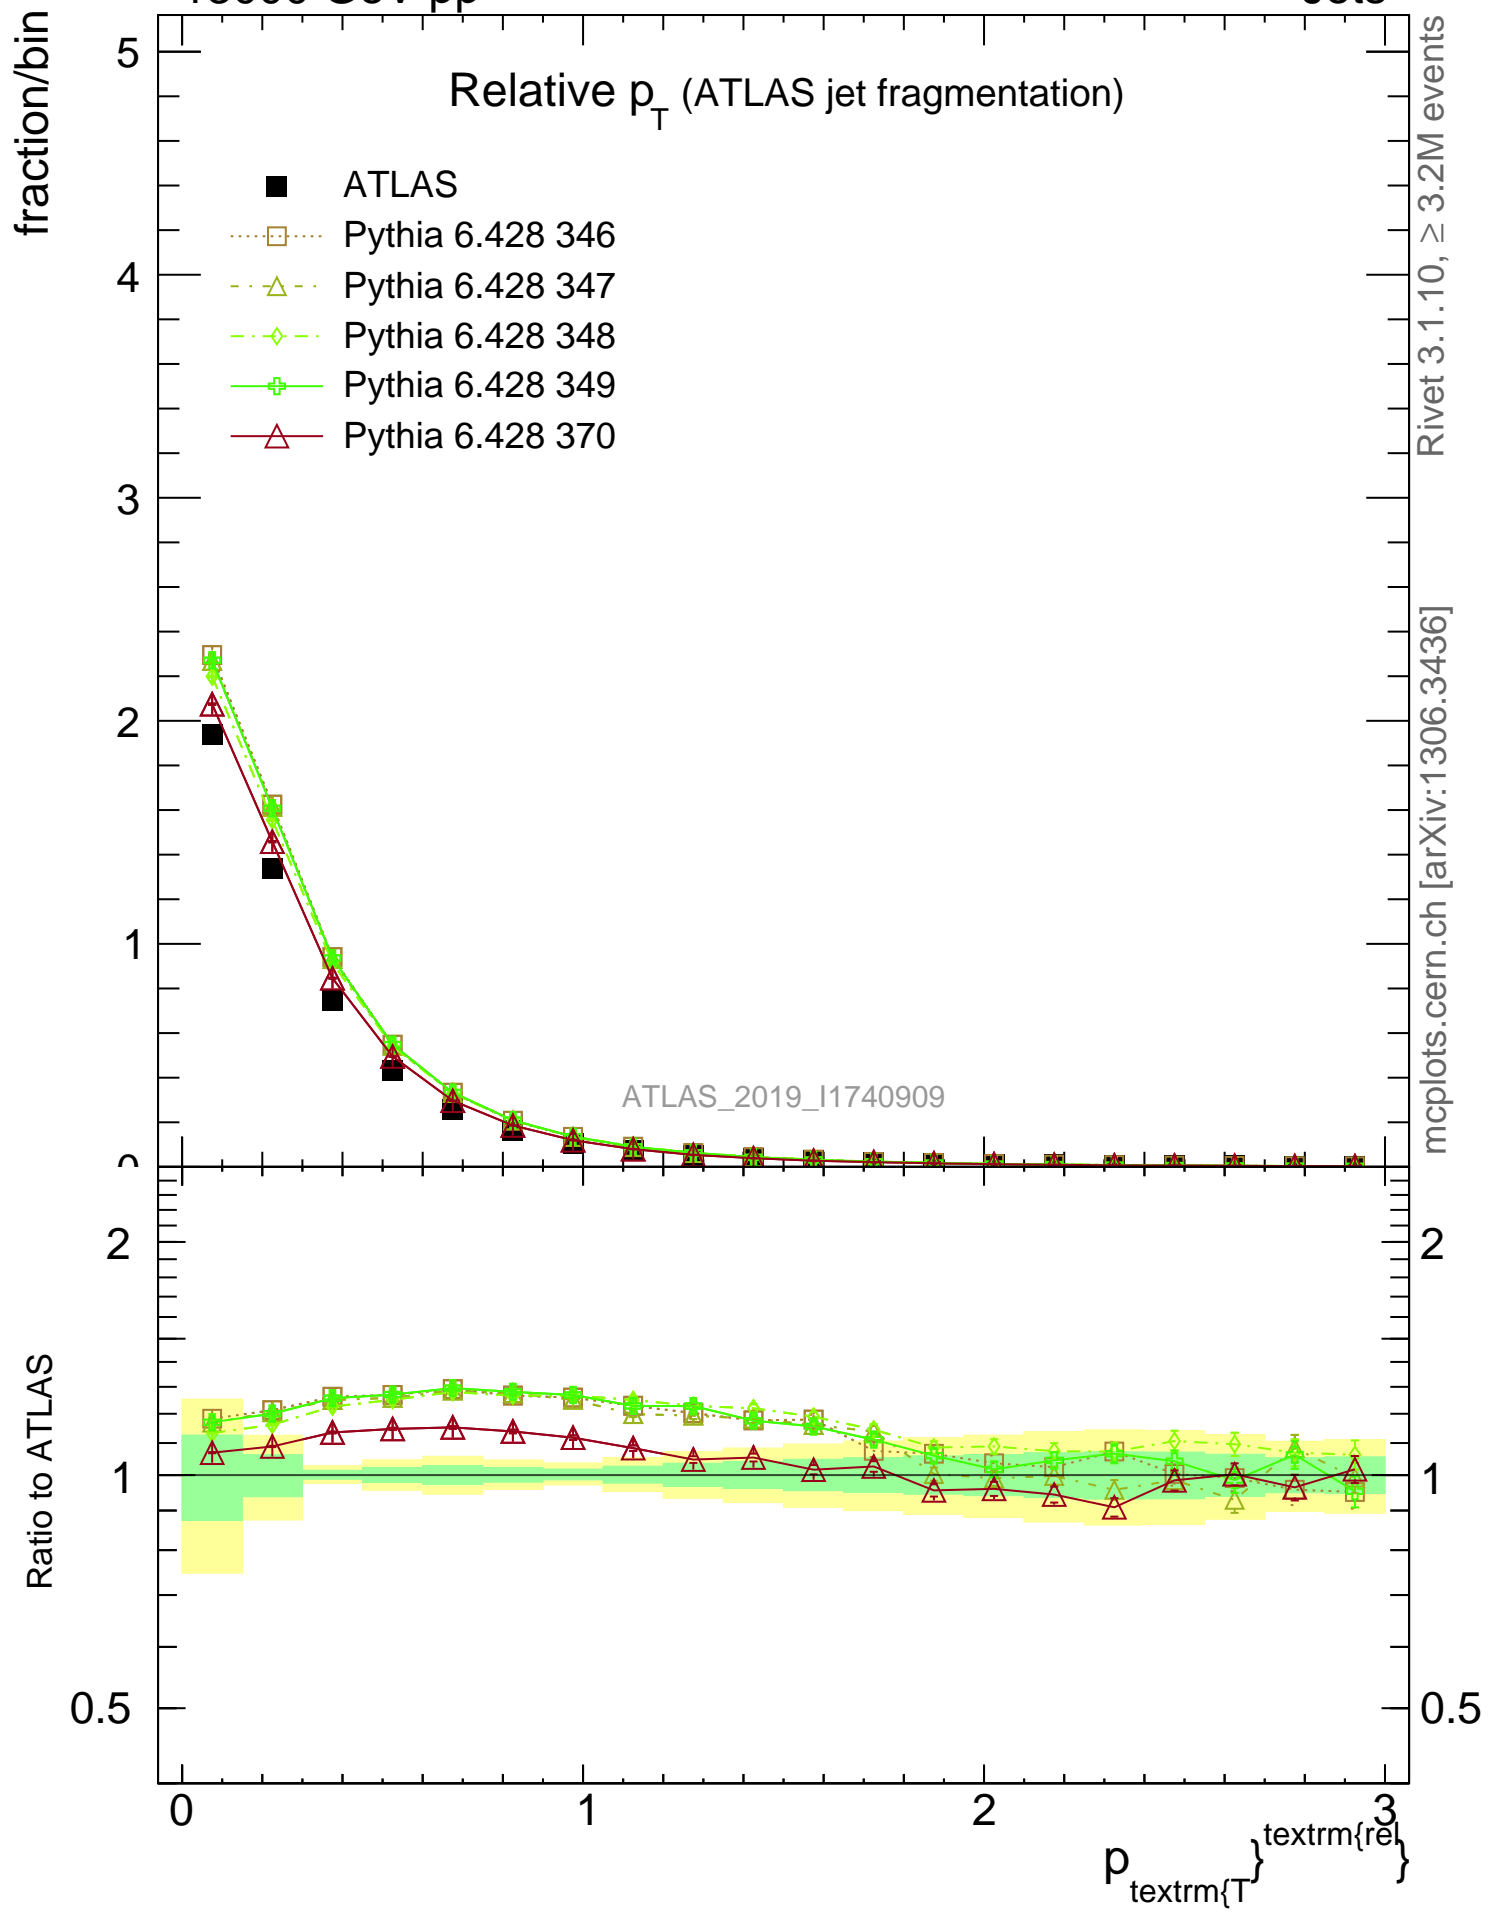 fraction/bin
5
4
3
2
1
Relative p_T (ATLAS jet fragmentation)
ATLAS
Pythia 6.428 346
Pythia 6.428 347
Pythia 6.428 348
Pythia 6.428 349
Pythia 6.428 370
ATLAS_2019_I1740909
Rivet 3.1.10, ≥ 3.2M events
mcplots.cern.ch [arXiv:1306.3436]
Ratio to ATLAS
2
1
0.5
2
1
0.5
0 1 2 3
p_textrm{T}^textrm{rel}